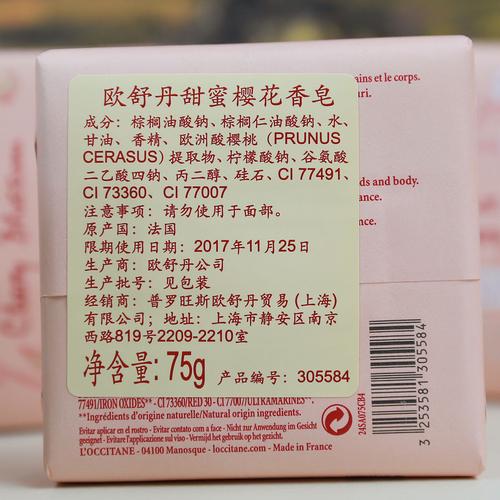 欧舒丹甜蜜樱花香皂
成分：棕榈油酸钠、棕榈仁油酸钠、水、
甘油、香精、欧洲酸樱桃（PRUNUS
CERASUS）提取物、柠檬酸钠、谷氨酸
二乙酸四钠、丙二醇、硅石、CI 77491、
CI 73360、CI 77007
注意事项：请勿使用于面部。
原产国：法国
限期使用日期：2017年11月25日
生产商：欧舒丹公司
生产批号：见包装
经销商：普罗旺斯欧舒丹贸易（上海）
有限公司；地址：上海市静安区南京
西路819号2209-2210室
净含量：75g 产品编号：305584
ains et le corps.
uri.
ds and body.
ance.
nce.
77491/IRON OXIDES** - CI 73360/RED 30 - CI 77007/ULTRAMARINES**.
**Ingrédients d'origine naturelle/Natural origin ingredients.
Evitar aplicar en el rostro - Evitar contato com a face - Nicht zur Anwendung im Gesicht
geeignet - Evitare l'applicazione sul viso - Vermijd het gebruik op het gezicht.
L'OCCITANE - 04100 Manosque - loccitane.com - Made in France
24SA075CB4
3 253581 305584
Cherry Blossom